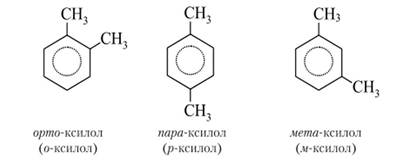 CH₃
CH₃
орто-ксилол
(о-ксилол)
CH₃
CH₃
пара-ксилол
(р-ксилол)
CH₃
CH₃
мета-ксилол
(м-ксилол)